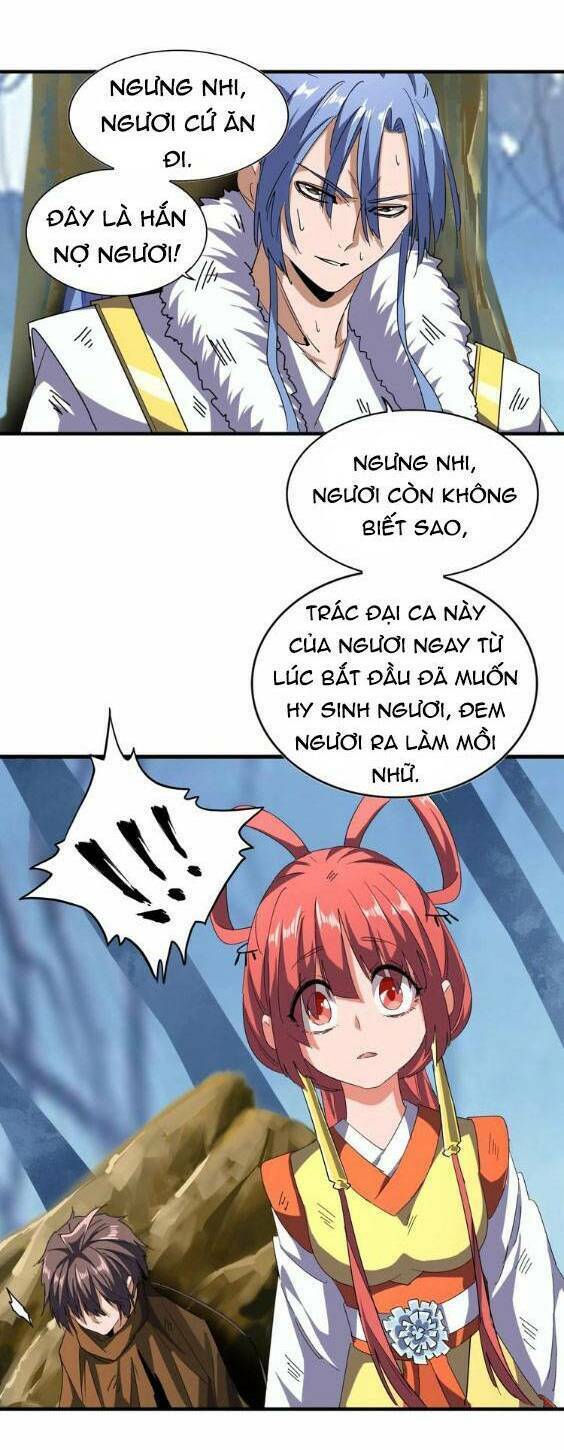 NGƯNG NHI,
NGƯƠI CỨ ĂN
ĐI.
ĐÂY LÀ HẮN
NỢ NGƯƠI!
NGƯNG NHI,
NGƯƠI CÒN KHÔNG
BIẾT SAO,
TRÁC ĐẠI CA NÀY
CỦA NGƯƠI NGAY TỪ
LÚC BẮT ĐẦU ĐÃ MUỐN
HY SINH NGƯƠI, ĐEM
NGƯƠI RA LÀM MỒI
NHỮ.
!!!